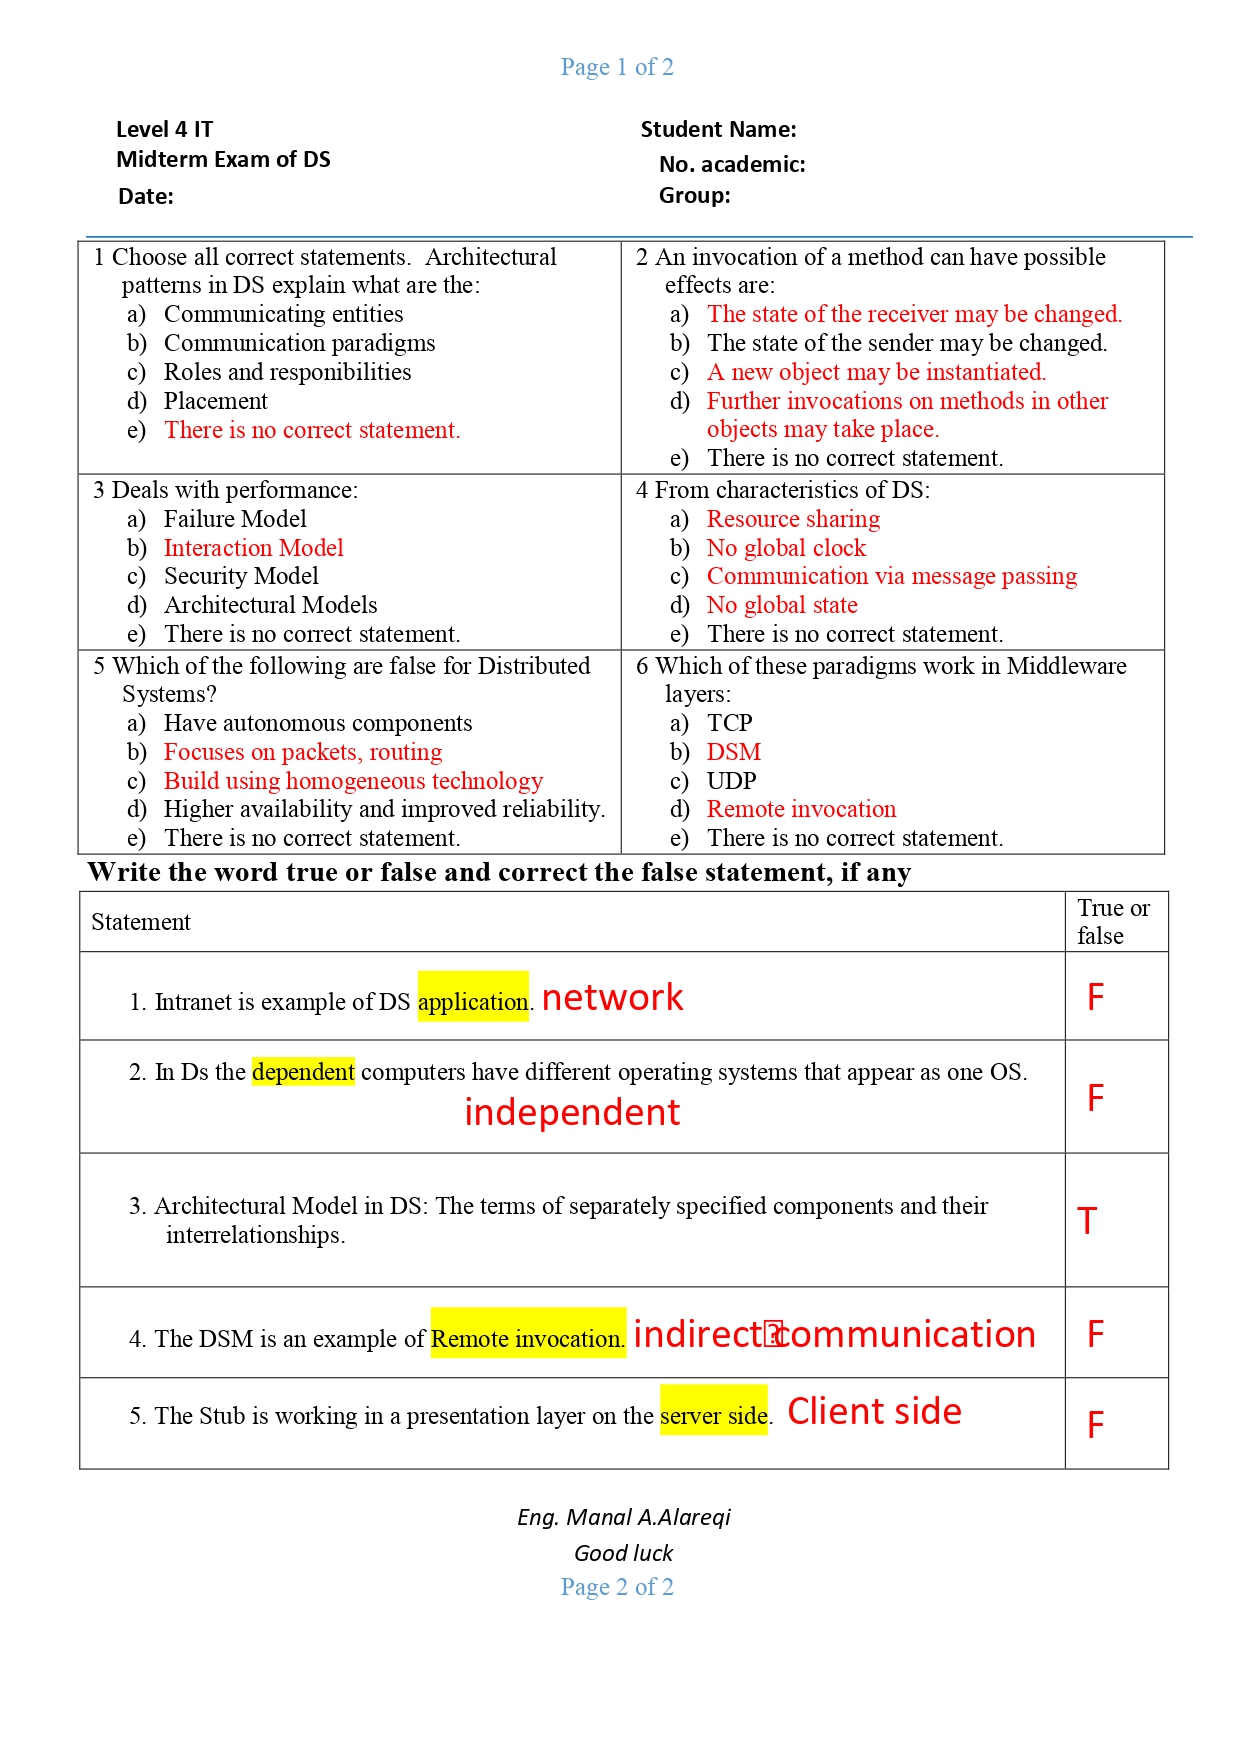 Page 1 of 2
Level 4 IT
Midterm Exam of DS
Date:
Student Name:
No. academic:
Group:
1 Choose all correct statements.  Architectural
patterns in DS explain what are the:
a) Communicating entities
b) Communication paradigms
c) Roles and responibilities
d) Placement
e) There is no correct statement.
2 An invocation of a method can have possible
effects are:
a) The state of the receiver may be changed.
b) The state of the sender may be changed.
c) A new object may be instantiated.
d) Further invocations on methods in other
objects may take place.
e) There is no correct statement.
3 Deals with performance:
a) Failure Model
b) Interaction Model
c) Security Model
d) Architectural Models
e) There is no correct statement.
4 From characteristics of DS:
a) Resource sharing
b) No global clock
c) Communication via message passing
d) No global state
e) There is no correct statement.
5 Which of the following are false for Distributed
Systems?
a) Have autonomous components
b) Focuses on packets, routing
c) Build using homogeneous technology
d) Higher availability and improved reliability.
e) There is no correct statement.
6 Which of these paradigms work in Middleware
layers:
a) TCP
b) DSM
c) UDP
d) Remote invocation
e) There is no correct statement.
Write the word true or false and correct the false statement, if any
Statement
True or
false
1. Intranet is example of DS application. network
F
2. In Ds the dependent computers have different operating systems that appear as one OS.
independent
F
3. Architectural Model in DS: The terms of separately specified components and their
interrelationships.
T
4. The DSM is an example of Remote invocation. indirect communication
F
5. The Stub is working in a presentation layer on the server side. Client side
F
Eng. Manal A.Alareqi
Good luck
Page 2 of 2